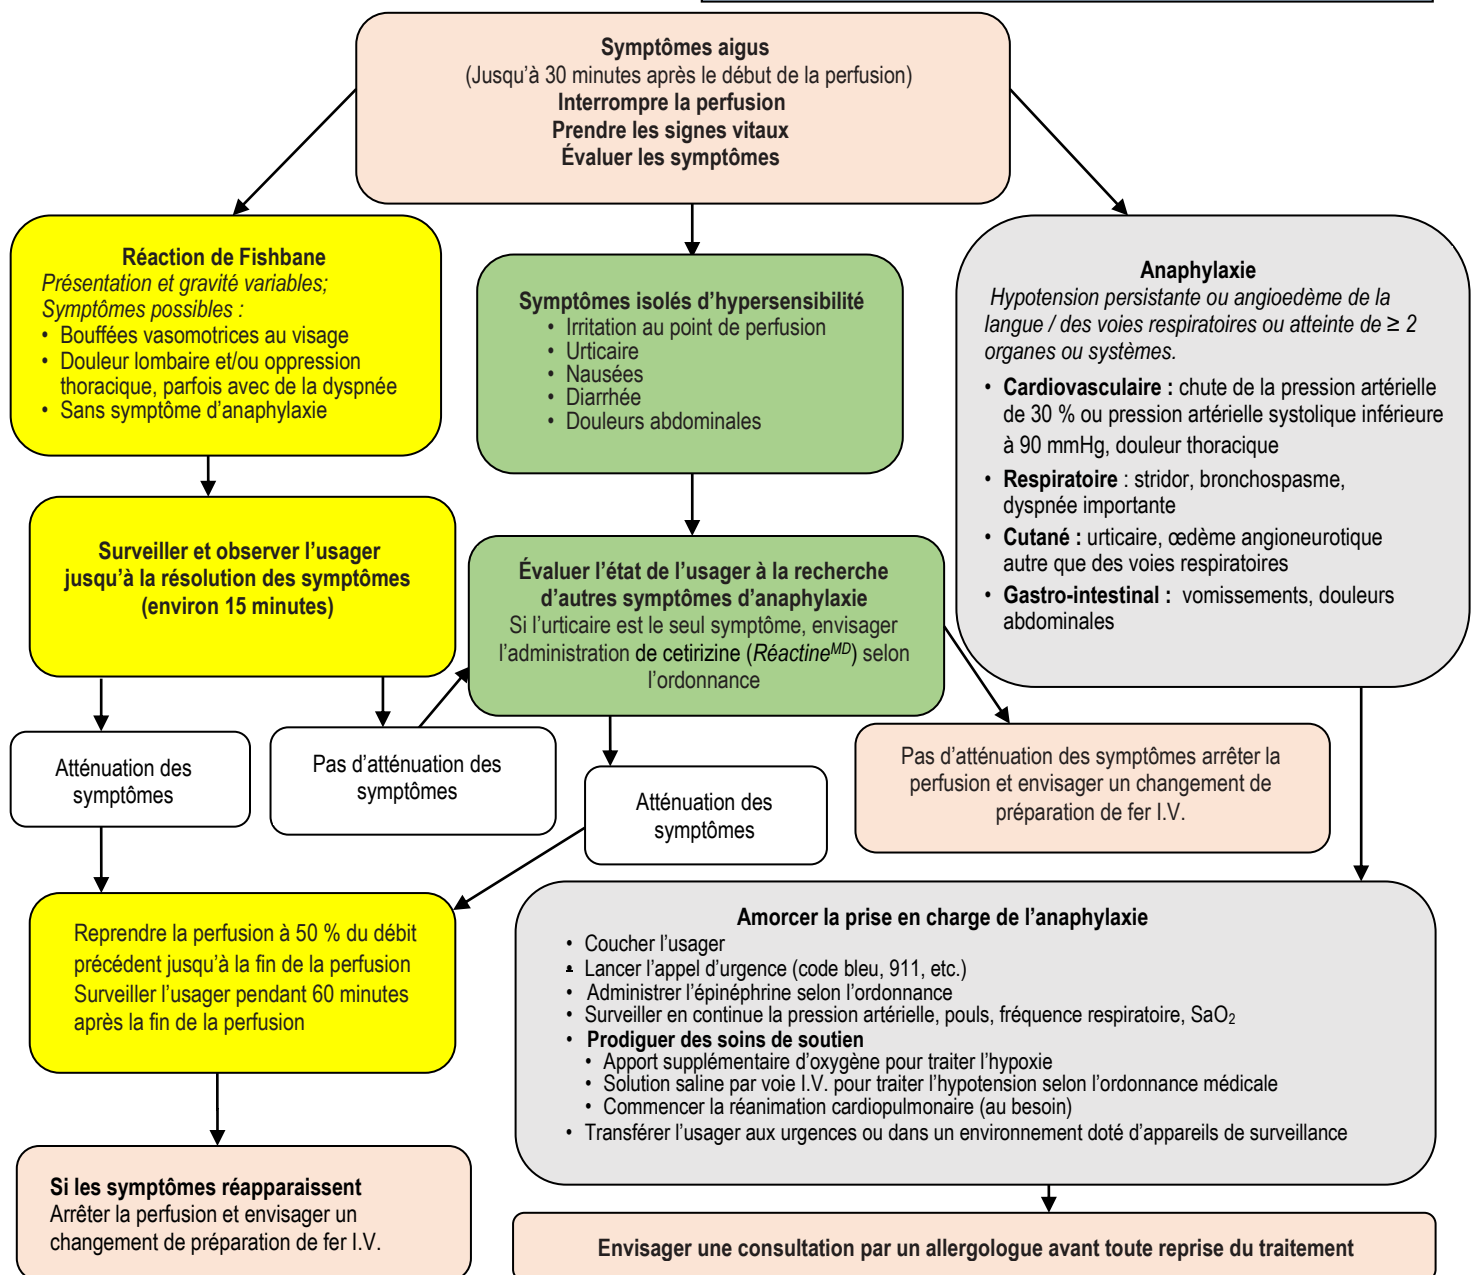 Symptômes aigus
(Jusqu'à 30 minutes après le début de la perfusion)
Interrompre la perfusion
Prendre les signes vitaux
Évaluer les symptômes
Réaction de Fishbane
Présentation et gravité variables;
Symptômes possibles :
• Bouffées vasomotrices au visage
• Douleur lombaire et/ou oppression
thoracique, parfois avec de la dyspnée
• Sans symptôme d'anaphylaxie
Symptômes isolés d'hypersensibilité
• Irritation au point de perfusion
• Urticaire
• Nausées
• Diarrhée
• Douleurs abdominales
Anaphylaxie
Hypotension persistante ou angioedème de la
langue / des voies respiratoires ou atteinte de ≥ 2
organes ou systèmes.
• Cardiovasculaire : chute de la pression artérielle
de 30 % ou pression artérielle systolique inférieure
à 90 mmHg, douleur thoracique
• Respiratoire : stridor, bronchospasme,
dyspnée importante
• Cutané : urticaire, œdème angioneurotique
autre que des voies respiratoires
• Gastro-intestinal : vomissements, douleurs
abdominales
Surveiller et observer l'usager
jusqu'à la résolution des symptômes
(environ 15 minutes)
Évaluer l'état de l'usager à la recherche
d'autres symptômes d'anaphylaxie
Si l'urticaire est le seul symptôme, envisager
l'administration de cetirizine (Réactine^MD) selon
l'ordonnance
Atténuation des
symptômes
Pas d'atténuation des
symptômes
Atténuation des
symptômes
Pas d'atténuation des symptômes arrêter la
perfusion et envisager un changement de
préparation de fer I.V.
Reprendre la perfusion à 50 % du débit
précédent jusqu'à la fin de la perfusion
Surveiller l'usager pendant 60 minutes
après la fin de la perfusion
Amorcer la prise en charge de l'anaphylaxie
• Coucher l'usager
• Lancer l'appel d'urgence (code bleu, 911, etc.)
• Administrer l'épinéphrine selon l'ordonnance
• Surveiller en continue la pression artérielle, pouls, fréquence respiratoire, SaO₂
• Prodiguer des soins de soutien
• Apport supplémentaire d'oxygène pour traiter l'hypoxie
• Solution saline par voie I.V. pour traiter l'hypotension selon l'ordonnance médicale
• Commencer la réanimation cardiopulmonaire (au besoin)
• Transférer l'usager aux urgences ou dans un environnement doté d'appareils de surveillance
Si les symptômes réapparaissent
Arrêter la perfusion et envisager un
changement de préparation de fer I.V.
Envisager une consultation par un allergologue avant toute reprise du traitement